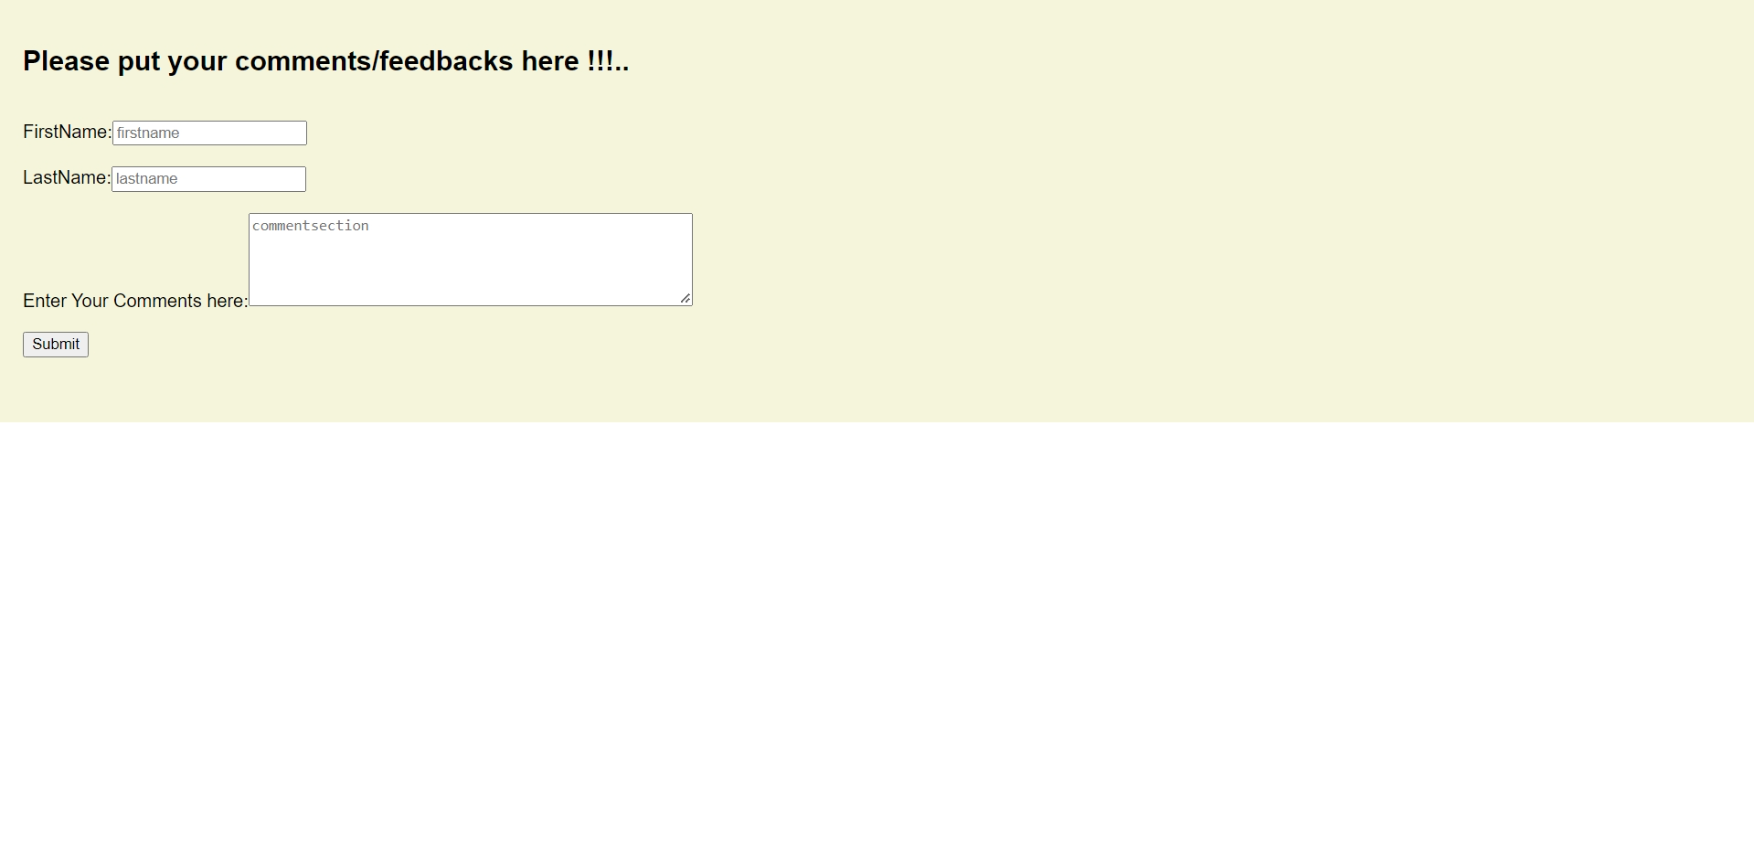 Please put your comments/feedbacks here !!!..
FirstName: firstname
LastName: lastname
commentsection
Enter Your Comments here:
Submit